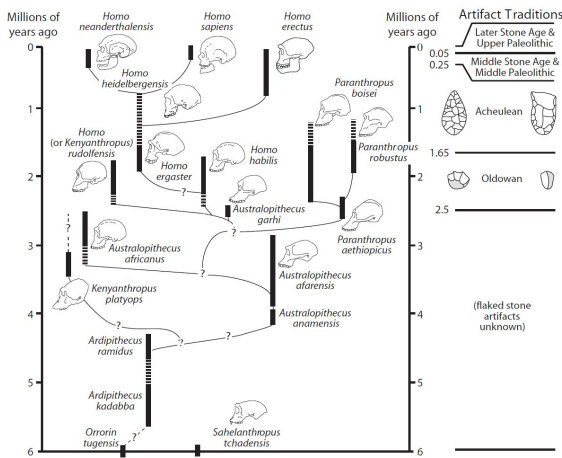 Millions of
years ago
Homo
neanderthalensis
Homo
sapiens
Homo
erectus
Millions of
years ago
Artifact Traditions
Later Stone Age &
Upper Paleolithic
0
0
0.05
0.25
Middle Stone Age &
Middle Paleolithic
Homo
heidelbergensis
Paranthropus
boisei
1
1
Acheulean
Homo
(or Kenyanthropus)
rudolfensis
Homo
ergaster
Homo
habilis
Paranthropus
robustus
1.65
2
?
2
Oldowan
Australopithecus
garhi
2.5
?
?
Australopithecus
africanus
Paranthropus
aethiopicus
3
?
3
Kenyanthropus
platyops
Australopithecus
afarensis
(flaked stone
artifacts
unknown)
4
Australopithecus
anamensis
4
?
?
?
Ardipithecus
ramidus
5
5
Ardipithecus
kadabba
Orrorin
tugensis
?
Sahelanthropus
tchadensis
6
6